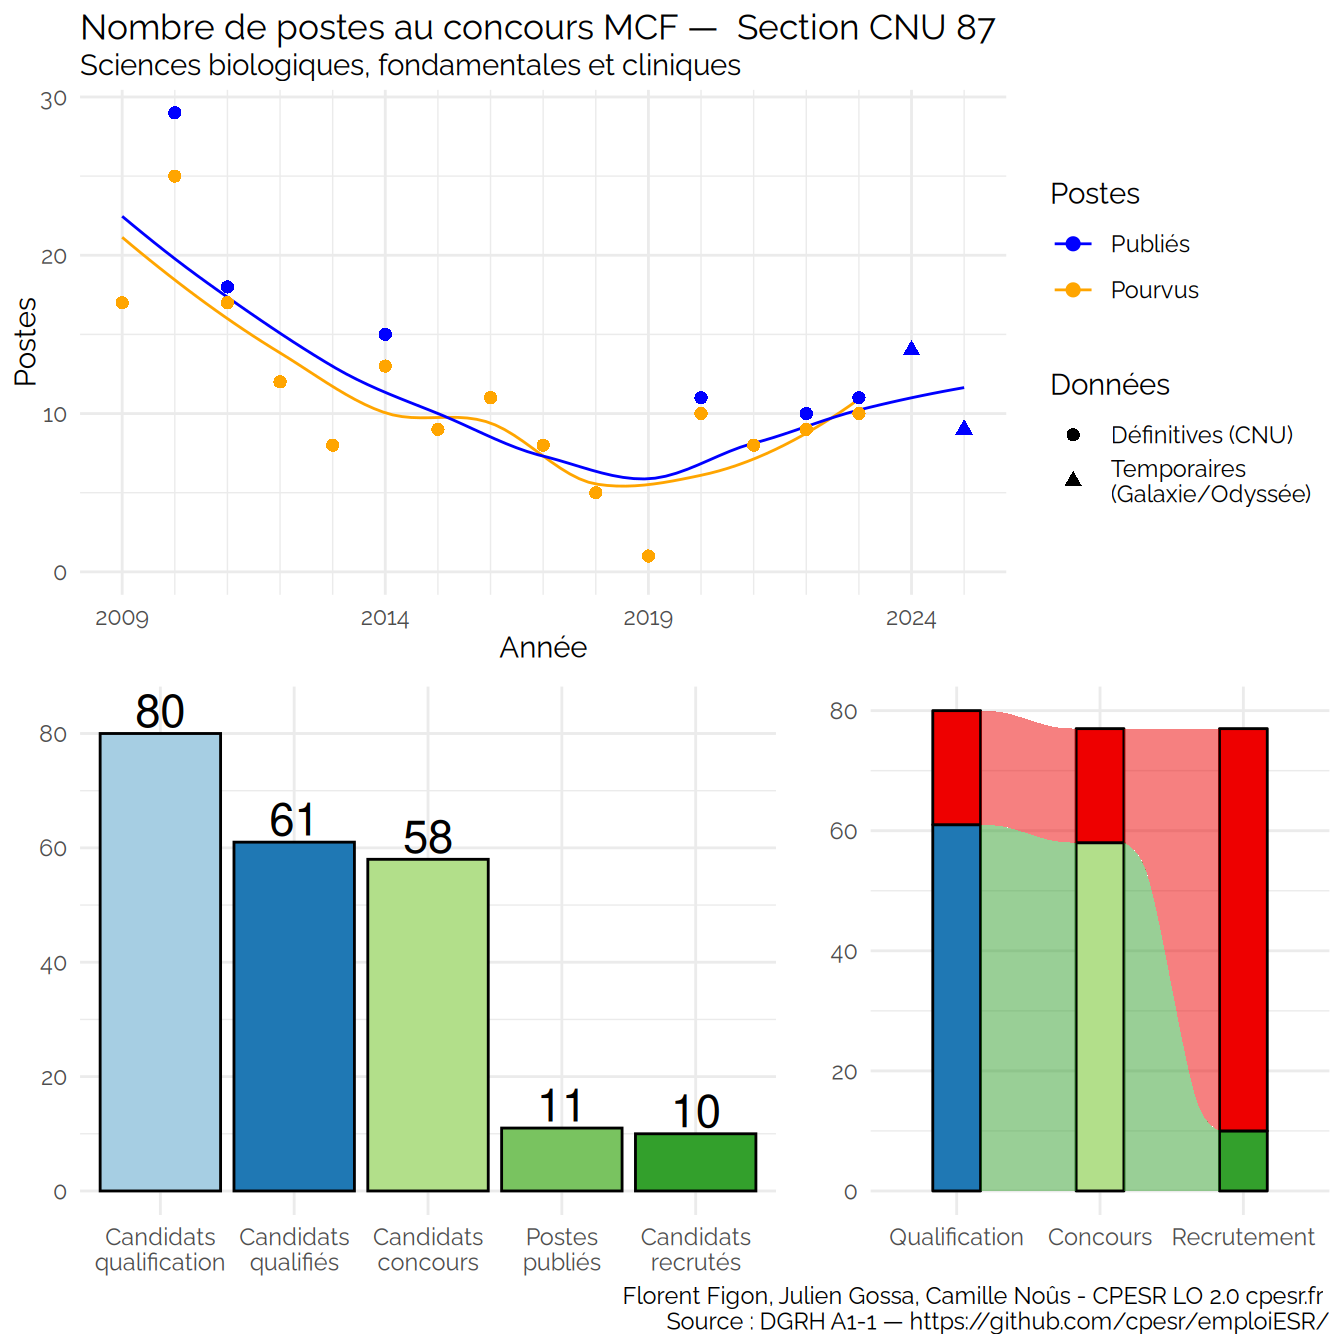 Nombre de postes au concours MCF — Section CNU 87
Sciences biologiques, fondamentales et cliniques
Postes
30
20
10
0
2009 2014 2019 2024
Année
Postes
Publiés
Pourvus
Données
Définitives (CNU)
Temporaires
(Galaxie/Odyssée)
80
60
40
20
0
80
61
58
11
10
Candidats
qualification
Candidats
qualifiés
Candidats
concours
Postes
publiés
Candidats
recrutés
80
60
40
20
0
Qualification Concours Recrutement
Florent Figon, Julien Gossa, Camille Noûs - CPESR LO 2.0 cpesr.fr
Source : DGRH A1-1 — https://github.com/cpesr/emploiESR/